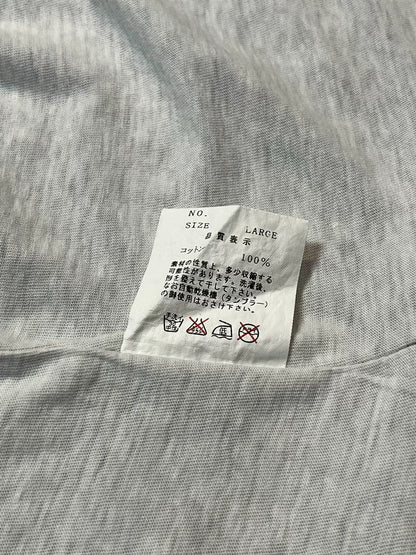 NO.
SIZE LARGE
品質表示
コットン 100%
素材の性質上、多少収縮する
可能性があります。洗濯後、
形を整えて干して下さい。
なお自動乾燥機(タンブラー)
の御使用はおさけ下さい。